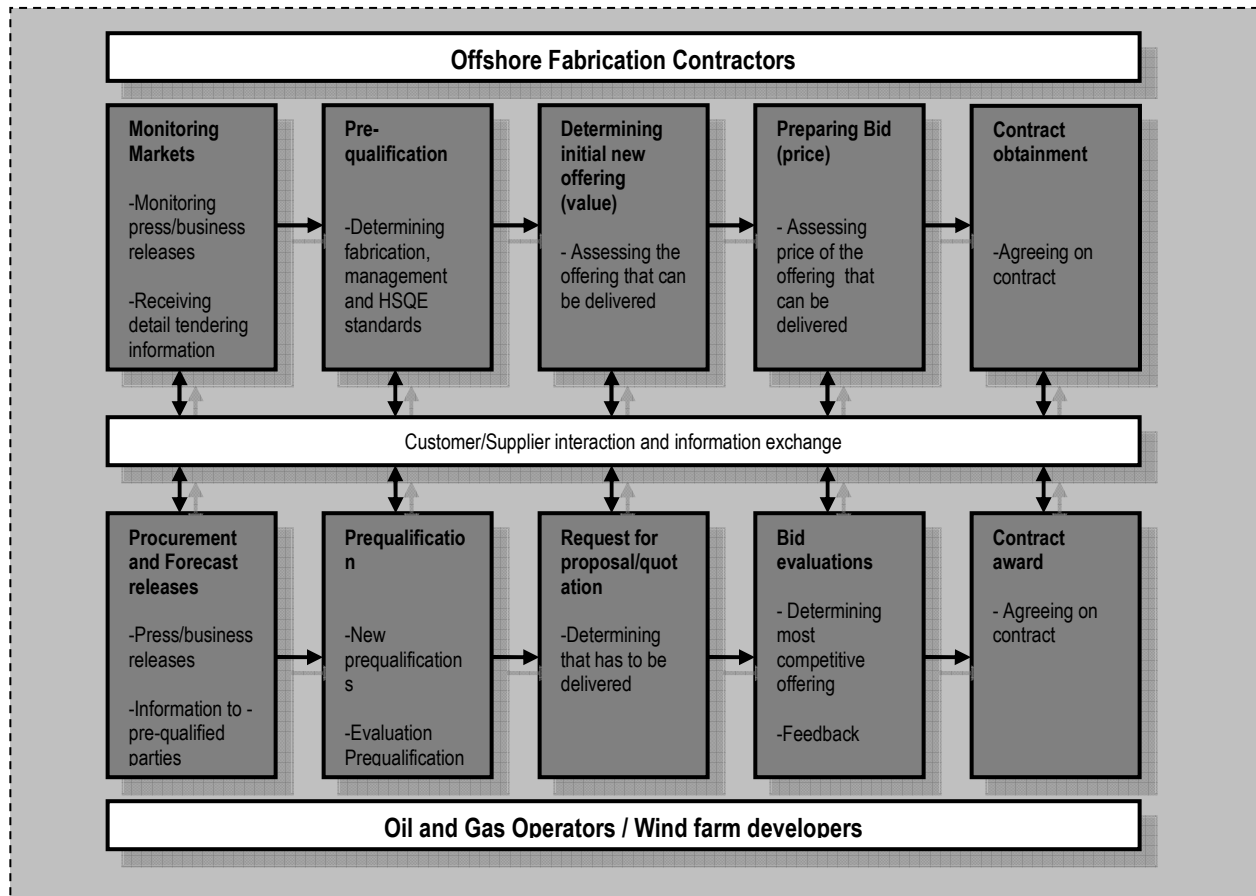 Offshore Fabrication Contractors
Monitoring
Markets
-Monitoring
press/business
releases
-Receiving
detail tendering
information
Pre-
qualification
-Determining
fabrication,
management
and HSQE
standards
Determining
initial new
offering
(value)
- Assessing the
offering that can
be delivered
Preparing Bid
(price)
- Assessing
price of the
offering that
can be
delivered
Contract
obtainment
-Agreeing on
contract
Customer/Supplier interaction and information exchange
Procurement
and Forecast
releases
-Press/business
releases
-Information to -
pre-qualified
parties
Prequalificatio
n
-New
prequalification
s
-Evaluation
Prequalification
Request for
proposal/quot
ation
-Determining
that has to be
delivered
Bid
evaluations
- Determining
most
competitive
offering
-Feedback
Contract
award
- Agreeing on
contract
Oil and Gas Operators / Wind farm developers